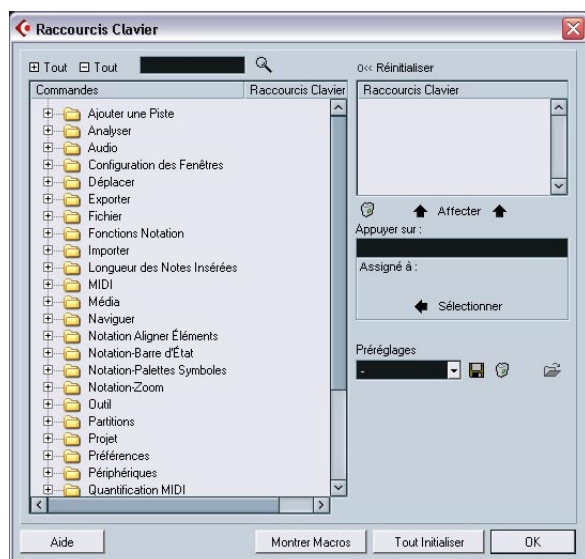 Raccourcis Clavier
Tout Tout
o<< Réinitialiser
Commandes Raccourcis Clavier
Ajouter une Piste
Analyser
Audio
Configuration des Fenêtres
Déplacer
Exporter
Fichier
Fonctions Notation
Importer
Longueur des Notes Insérées
MIDI
Média
Naviguer
Notation Aligner Éléments
Notation-Barre d'État
Notation-Palettes Symboles
Notation-Zoom
Outil
Partitions
Projet
Préférences
Périphériques
Quantification MIDI
Raccourcis Clavier
Affecter
Appuyer sur :
Assigné à :
Sélectionner
Préréglages
-
Aide Montrer Macros Tout Initialiser OK